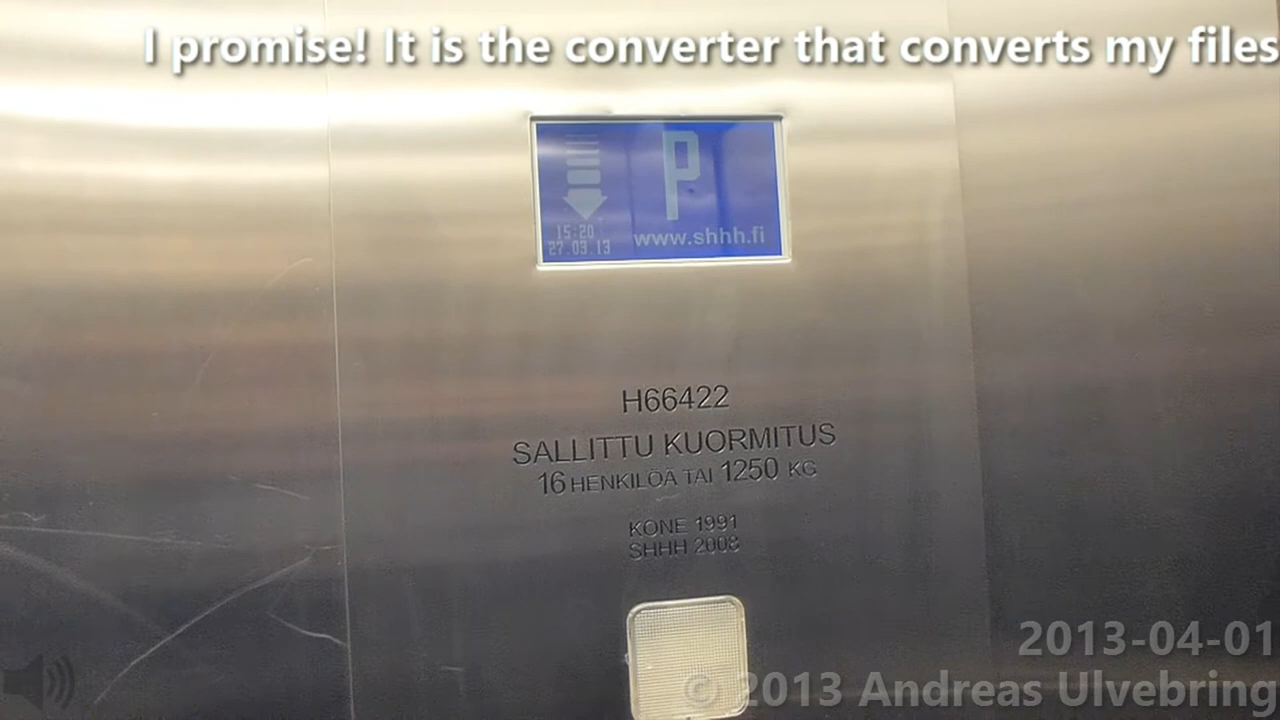 I promise! It is the converter that converts my files
P
15:20
www.shhh.fi
27.03.13
H66422
SALLITTU KUORMITUS
16 HENKILÖÄ TAI 1250 KG
KONE 1991
SHHH 2008
2013-04-01
© 2013 Andreas Ulvebring